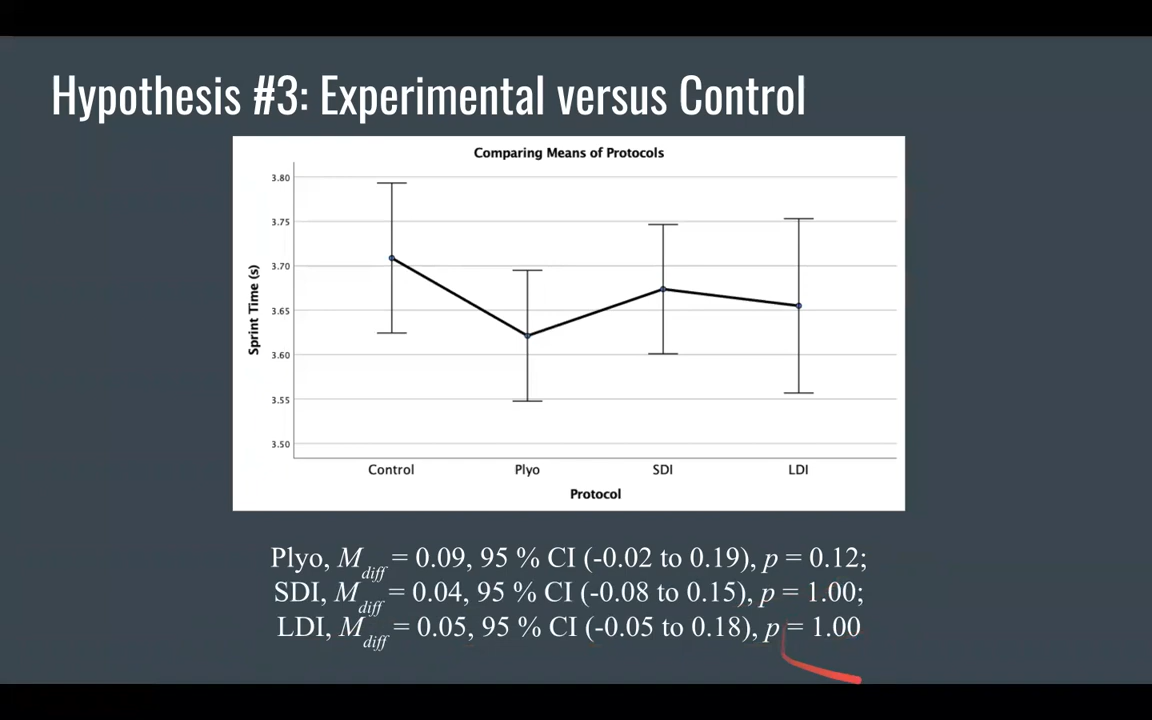 Hypothesis #3: Experimental versus Control
Comparing Means of Protocols
3.80
3.75
3.70
3.65
3.60
3.55
3.50
Sprint Time (s)
Control Plyo SDI LDI
Protocol
Plyo, Mdiff = 0.09, 95 % CI (-0.02 to 0.19), p = 0.12;
SDI, Mdiff = 0.04, 95 % CI (-0.08 to 0.15), p = 1.00;
LDI, Mdiff = 0.05, 95 % CI (-0.05 to 0.18), p = 1.00